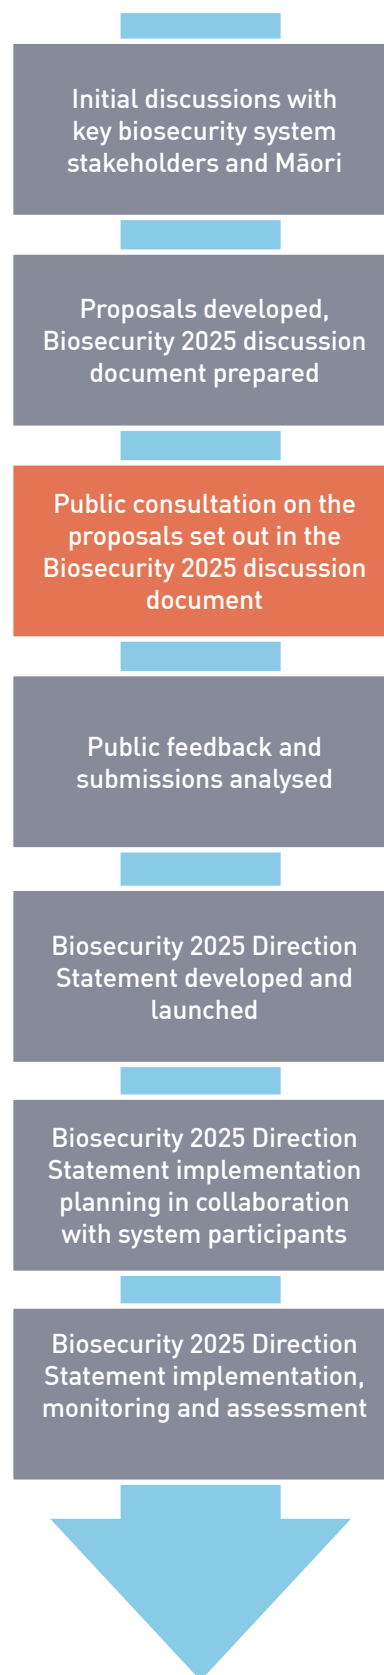 Initial discussions with
key biosecurity system
stakeholders and Māori
Proposals developed,
Biosecurity 2025 discussion
document prepared
Public consultation on the
proposals set out in the
Biosecurity 2025 discussion
document
Public feedback and
submissions analysed
Biosecurity 2025 Direction
Statement developed and
launched
Biosecurity 2025 Direction
Statement implementation
planning in collaboration
with system participants
Biosecurity 2025 Direction
Statement implementation,
monitoring and assessment